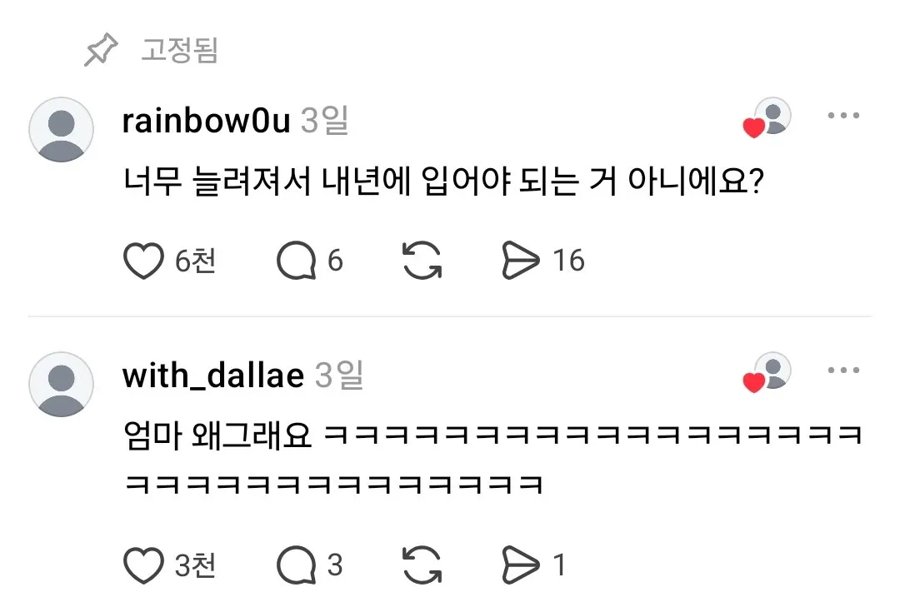 고정됨
rainbow0u 3일
너무 늘려져서 내년에 입어야 되는 거 아니에요?
6천 6 16
with_dallae 3일
엄마 왜그래요 ㅋㅋㅋㅋㅋㅋㅋㅋㅋㅋㅋㅋㅋㅋㅋㅋㅋㅋ
ㅋㅋㅋㅋㅋㅋㅋㅋㅋㅋㅋㅋㅋㅋ
3천 3 1